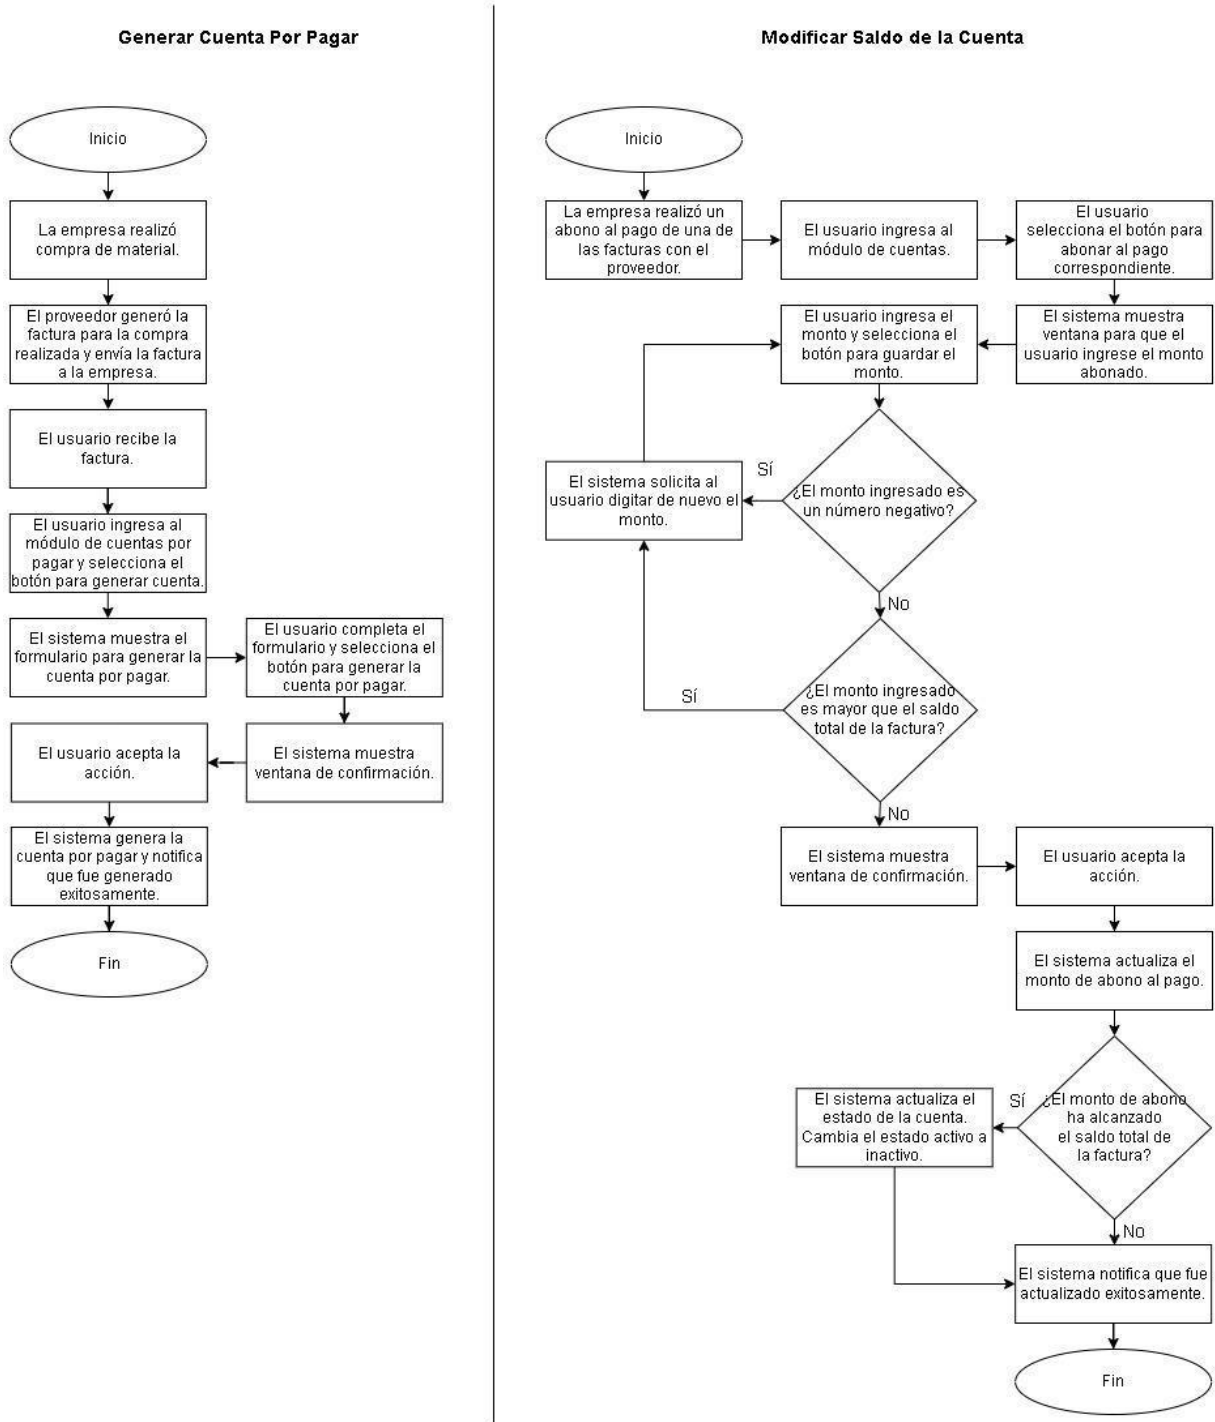 Generar Cuenta Por Pagar
Inicio
La empresa realizó
compra de material.
El proveedor generó la
factura para la compra
realizada y envía la factura
a la empresa.
El usuario recibe la
factura.
El usuario ingresa al
módulo de cuentas por
pagar y selecciona el
botón para generar cuenta.
El sistema muestra el
formulario para generar la
cuenta por pagar.
El usuario completa el
formulario y selecciona el
botón para generar la
cuenta por pagar.
El sistema muestra
ventana de confirmación.
El usuario acepta la
acción.
El sistema genera la
cuenta por pagar y notifica
que fue generado
exitosamente.
Fin
Modificar Saldo de la Cuenta
Inicio
La empresa realizó un
abono al pago de una de
las facturas con el
proveedor.
El usuario ingresa al
módulo de cuentas.
El usuario
selecciona el botón para
abonar al pago
correspondiente.
El sistema muestra
ventana para que el
usuario ingrese el monto
abonado.
El usuario ingresa el
monto y selecciona el
botón para guardar el
monto.
¿El monto ingresado es
un número negativo?
Sí
El sistema solicita al
usuario digitar de nuevo el
monto.
No
¿El monto ingresado
es mayor que el saldo
total de la factura?
Sí
No
El sistema muestra
ventana de confirmación.
El usuario acepta la
acción.
El sistema actualiza el
monto de abono al pago.
¿El monto de abono
ha alcanzado
el saldo total de
la factura?
Sí
El sistema actualiza el
estado de la cuenta.
Cambia el estado activo a
inactivo.
No
El sistema notifica que fue
actualizado exitosamente.
Fin